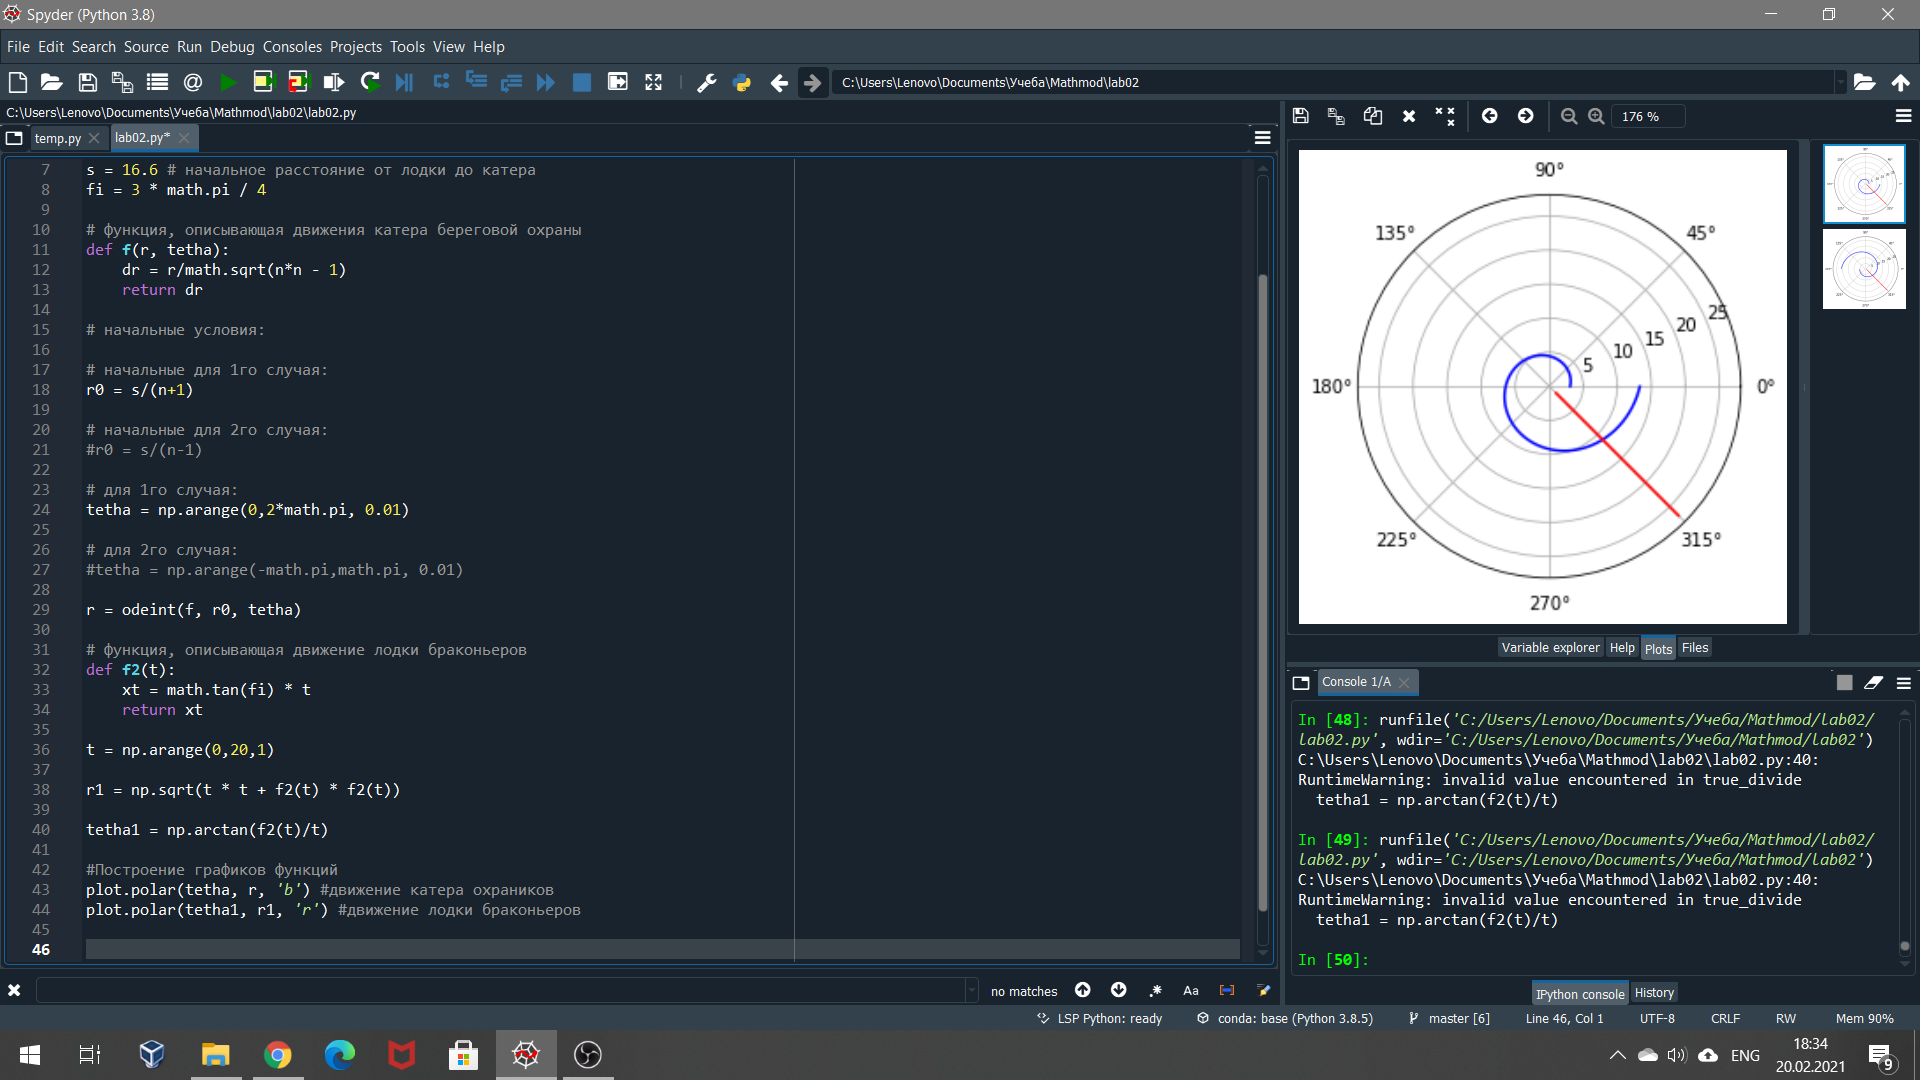 Spyder (Python 3.8)
File Edit Search Source Run Debug Consoles Projects Tools View Help
C:\Users\Lenovo\Documents\Учеба\Mathmod\lab02
C:\Users\Lenovo\Documents\Учеба\Mathmod\lab02\lab02.py
temp.py
lab02.py*
7 s = 16.6 # начальное расстояние от лодки до катера
8 fi = 3 * math.pi / 4
9
10 # функция, описывающая движения катера береговой охраны
11 def f(r, tetha):
12 dr = r/math.sqrt(n*n - 1)
13 return dr
14
15 # начальные условия:
16
17 # начальные для 1го случая:
18 r0 = s/(n+1)
19
20 # начальные для 2го случая:
21 #r0 = s/(n-1)
22
23 # для 1го случая:
24 tetha = np.arange(0,2*math.pi, 0.01)
25
26 # для 2го случая:
27 #tetha = np.arange(-math.pi,math.pi, 0.01)
28
29 r = odeint(f, r0, tetha)
30
31 # функция, описывающая движение лодки браконьеров
32 def f2(t):
33 xt = math.tan(fi) * t
34 return xt
35
36 t = np.arange(0,20,1)
37
38 r1 = np.sqrt(t * t + f2(t) * f2(t))
39
40 tetha1 = np.arctan(f2(t)/t)
41
42 #Построение графиков функций
43 plot.polar(tetha, r, 'b') #движение катера охраников
44 plot.polar(tetha1, r1, 'r') #движение лодки браконьеров
45
46
no matches
Aa
176 %
90°
135°
45°
25
20
15
10
5
180°
0°
225°
315°
270°
Variable explorer Help Plots Files
Console 1/A
In [48]: runfile('C:/Users/Lenovo/Documents/Учеба/Mathmod/lab02/
lab02.py', wdir='C:/Users/Lenovo/Documents/Учеба/Mathmod/lab02')
C:\Users\Lenovo\Documents\Учеба\Mathmod\lab02\lab02.py:40:
RuntimeWarning: invalid value encountered in true_divide
tetha1 = np.arctan(f2(t)/t)
In [49]: runfile('C:/Users/Lenovo/Documents/Учеба/Mathmod/lab02/
lab02.py', wdir='C:/Users/Lenovo/Documents/Учеба/Mathmod/lab02')
C:\Users\Lenovo\Documents\Учеба\Mathmod\lab02\lab02.py:40:
RuntimeWarning: invalid value encountered in true_divide
tetha1 = np.arctan(f2(t)/t)
In [50]:
IPython console History
LSP Python: ready conda: base (Python 3.8.5) master [6] Line 46, Col 1 UTF-8 CRLF RW Mem 90%
ENG
18:34
20.02.2021
9